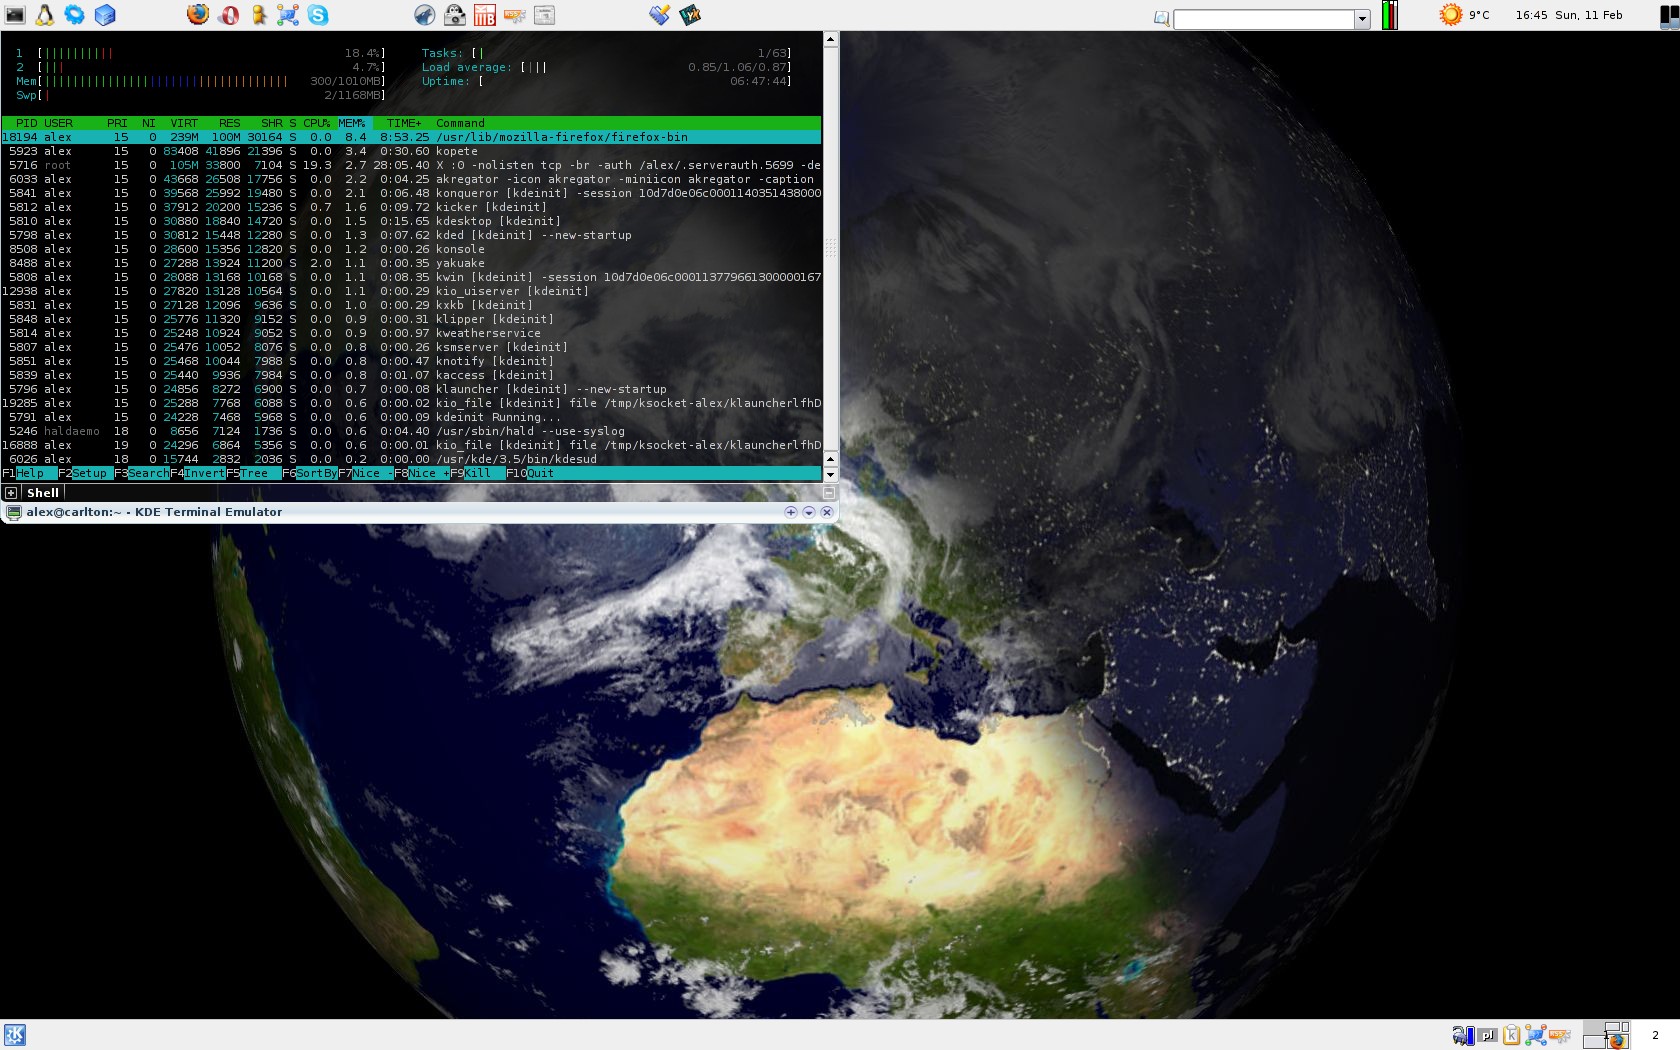 9°C 16:45 Sun, 11 Feb
1 [ 18.4%] Tasks: [ 1/63]
2 [ 4.7%] Load average: [ 0.85/1.06/0.87]
Mem[ 300/1010MB] Uptime: [ 06:47:44]
Swp[ 2/1168MB]
PID USER PRI NI VIRT RES SHR S CPU% MEM% TIME+ Command
18194 alex 15 0 239M 100M 30164 S 0.0 8.4 8:53.25 /usr/lib/mozilla-firefox/firefox-bin
5923 alex 15 0 83408 41896 21396 S 0.0 3.4 0:30.60 kopete
5716 root 15 0 105M 33800 7104 S 19.3 2.7 28:05.40 X :0 -nolisten tcp -br -auth /alex/.serverauth.5699 -de
6033 alex 15 0 43668 26508 17756 S 0.0 2.2 0:04.25 akregator -icon akregator -miniicon akregator -caption
5841 alex 15 0 39568 25992 19480 S 0.0 2.1 0:06.48 konqueror [kdeinit] -session 10d7d0e06c0001140351438000
5812 alex 15 0 37912 20200 15236 S 0.7 1.6 0:09.72 kicker [kdeinit]
5810 alex 15 0 30880 18840 14720 S 0.0 1.5 0:15.65 kdesktop [kdeinit]
5798 alex 15 0 30812 15448 12280 S 0.0 1.3 0:07.62 kded [kdeinit] --new-startup
8508 alex 15 0 28600 15356 12820 S 0.0 1.2 0:00.26 konsole
8488 alex 15 0 27288 13924 11200 S 2.0 1.1 0:00.35 yakuake
5808 alex 15 0 28088 13168 10168 S 0.0 1.1 0:08.35 kwin [kdeinit] -session 10d7d0e06c000113779661300000167
12938 alex 15 0 27820 13128 10564 S 0.0 1.1 0:00.29 kio_uiserver [kdeinit]
5831 alex 15 0 27128 12096 9636 S 0.0 1.0 0:00.29 kxkb [kdeinit]
5848 alex 15 0 25776 11320 9152 S 0.0 0.9 0:00.31 klipper [kdeinit]
5814 alex 15 0 25248 10924 9052 S 0.0 0.9 0:00.97 kweatherservice
5807 alex 15 0 25476 10052 8076 S 0.0 0.8 0:00.26 ksmserver [kdeinit]
5851 alex 15 0 25468 10044 7988 S 0.0 0.8 0:00.47 knotify [kdeinit]
5839 alex 15 0 25440 9936 7984 S 0.0 0.8 0:01.07 kaccess [kdeinit]
5796 alex 15 0 24856 8272 6900 S 0.0 0.7 0:00.08 klauncher [kdeinit] --new-startup
19285 alex 15 0 25288 7768 6088 S 0.0 0.6 0:00.02 kio_file [kdeinit] file /tmp/ksocket-alex/klauncherlfhD
5791 alex 15 0 24228 7468 5968 S 0.0 0.6 0:00.09 kdeinit Running...
5246 haldaemo 18 0 8656 7124 1736 S 0.0 0.6 0:04.40 /usr/sbin/hald --use-syslog
16888 alex 19 0 24296 6864 5356 S 0.0 0.6 0:00.01 kio_file [kdeinit] file /tmp/ksocket-alex/klauncherlfhD
6026 alex 18 0 15744 2832 2036 S 0.0 0.2 0:00.00 /usr/kde/3.5/bin/kdesud
F1Help F2Setup F3SearchF4InvertF5Tree F6SortByF7Nice -F8Nice +F9Kill F10Quit
Shell
alex@carlton:~ - KDE Terminal Emulator
pl 1 2